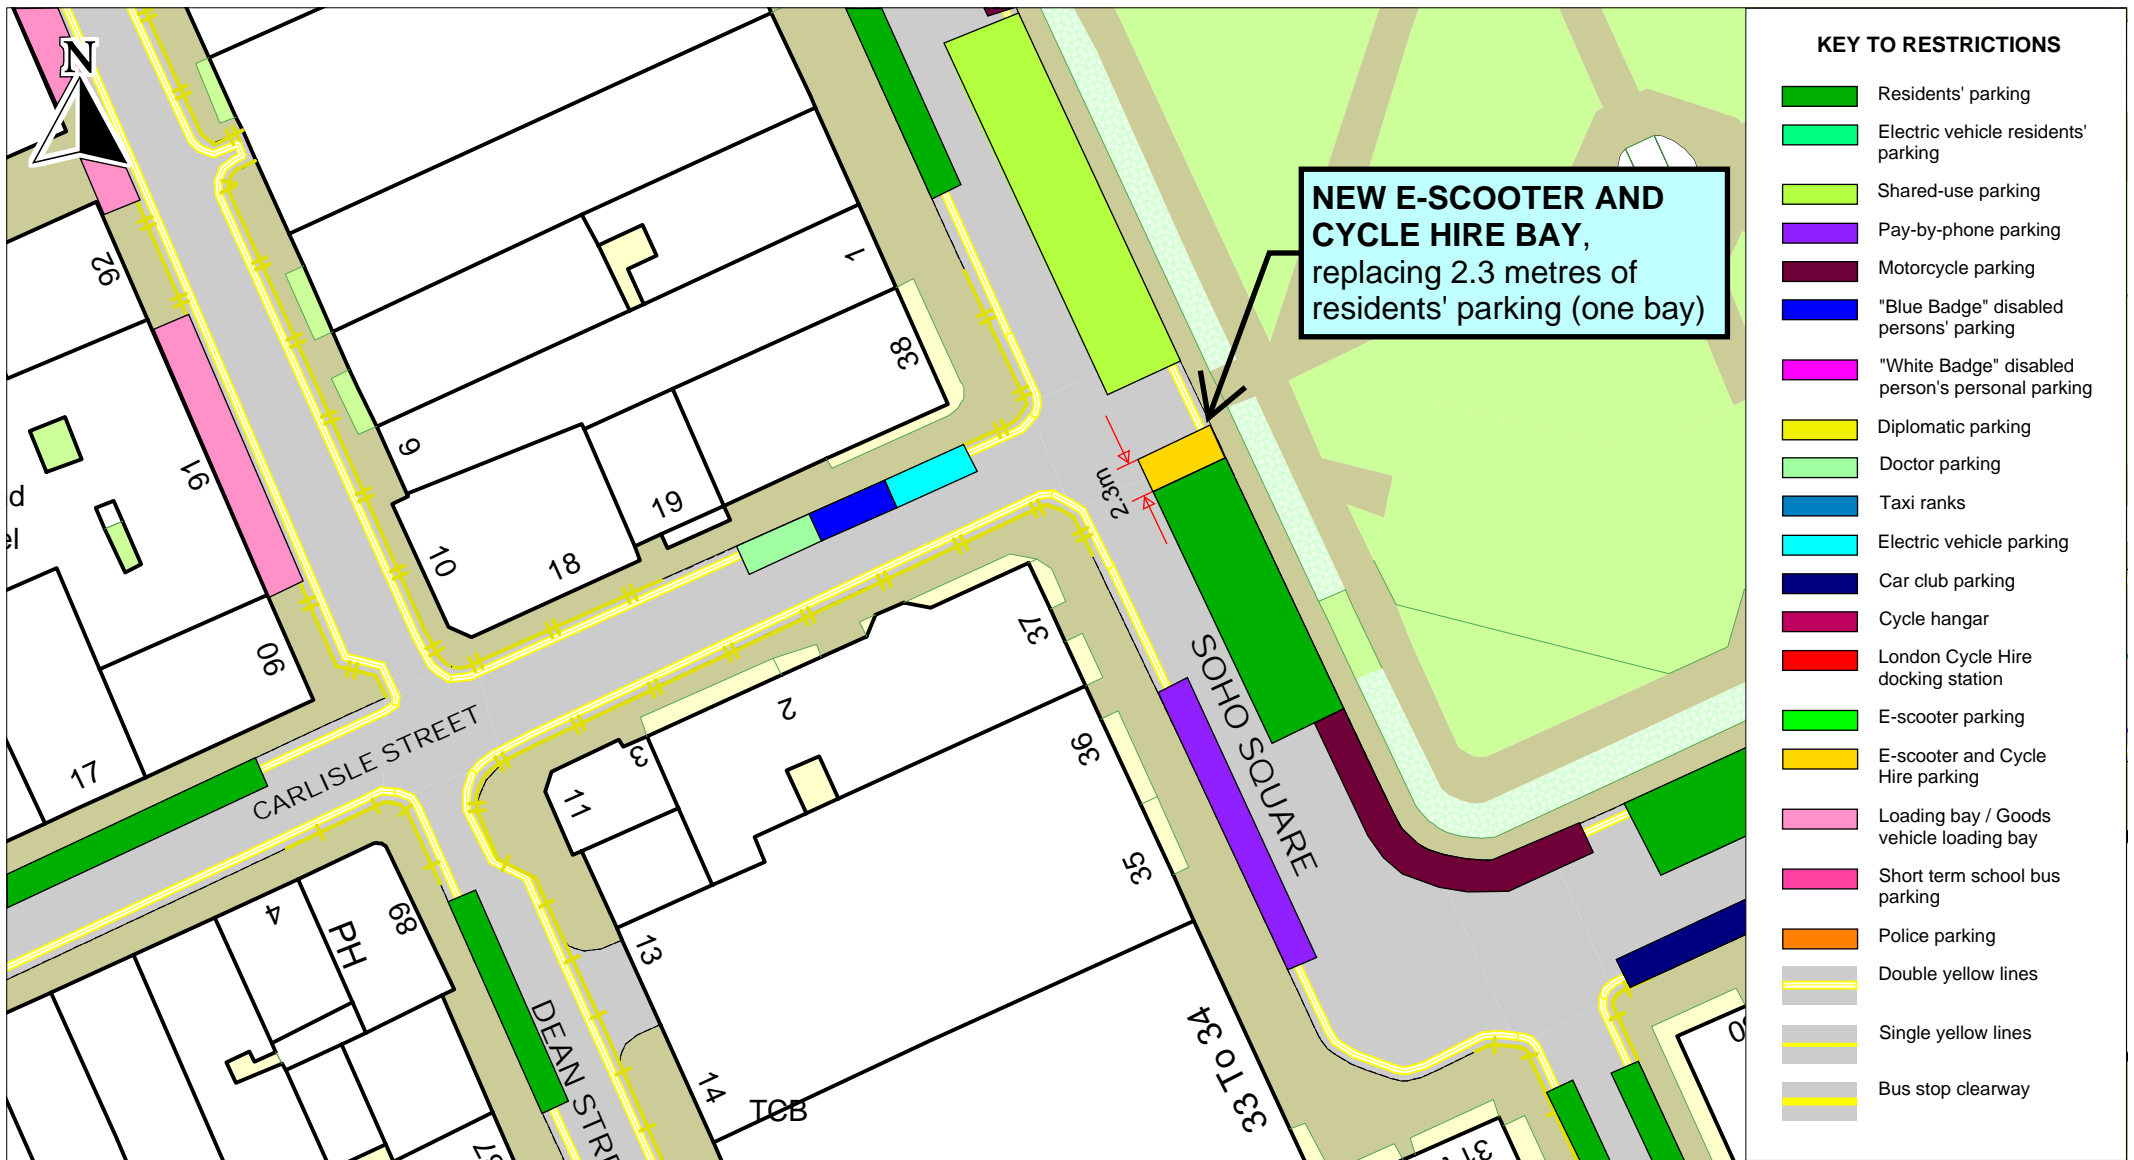 N
92
91
90
17
d
el
6
10
18
19
1
38
37
2
3
11
36
35
13
14
4
PH
89
87
TCB
33 To 34
31
CARLISLE STREET
DEAN STRE
SOHO SQUARE
2.3m
NEW E-SCOOTER AND
CYCLE HIRE BAY,
replacing 2.3 metres of
residents' parking (one bay)
KEY TO RESTRICTIONS
Residents' parking
Electric vehicle residents'
parking
Shared-use parking
Pay-by-phone parking
Motorcycle parking
"Blue Badge" disabled
persons' parking
"White Badge" disabled
person's personal parking
Diplomatic parking
Doctor parking
Taxi ranks
Electric vehicle parking
Car club parking
Cycle hangar
London Cycle Hire
docking station
E-scooter parking
E-scooter and Cycle
Hire parking
Loading bay / Goods
vehicle loading bay
Short term school bus
parking
Police parking
Double yellow lines
Single yellow lines
Bus stop clearway